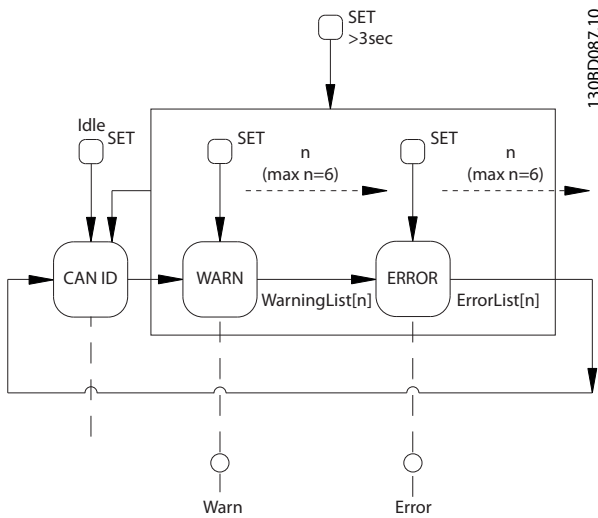 SET
>3sec
130BD087.10
Idle
SET
SET
n
(max n=6)
SET
n
(max n=6)
CAN ID
WARN
WarningList[n]
ERROR
ErrorList[n]
Warn
Error